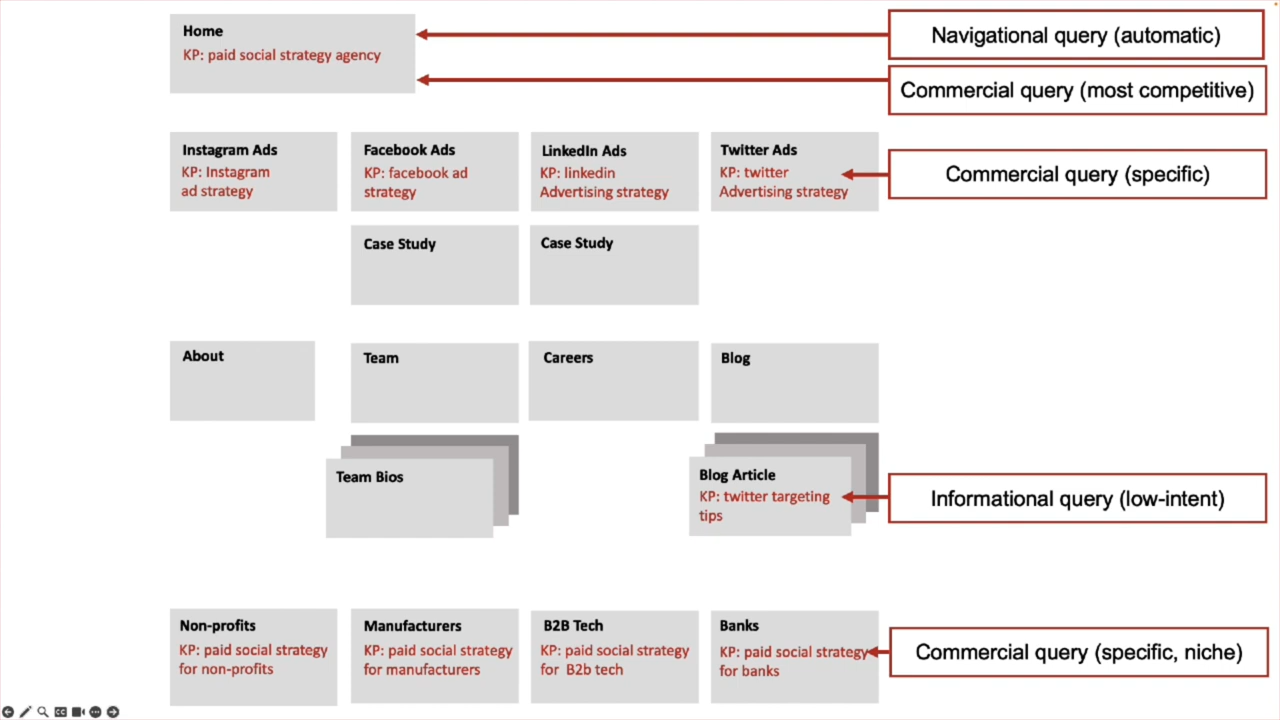 Home
KP: paid social strategy agency
Navigational query (automatic)
Commercial query (most competitive)
Instagram Ads
KP: Instagram
ad strategy
Facebook Ads
KP: facebook ad
strategy
LinkedIn Ads
KP: linkedin
Advertising strategy
Twitter Ads
KP: twitter
Advertising strategy
Commercial query (specific)
Case Study
Case Study
About
Team
Careers
Blog
Team Bios
Blog Article
KP: twitter targeting
tips
Informational query (low-intent)
Non-profits
KP: paid social strategy
for non-profits
Manufacturers
KP: paid social strategy
for manufacturers
B2B Tech
KP: paid social strategy
for B2b tech
Banks
KP: paid social strategy
for banks
Commercial query (specific, niche)